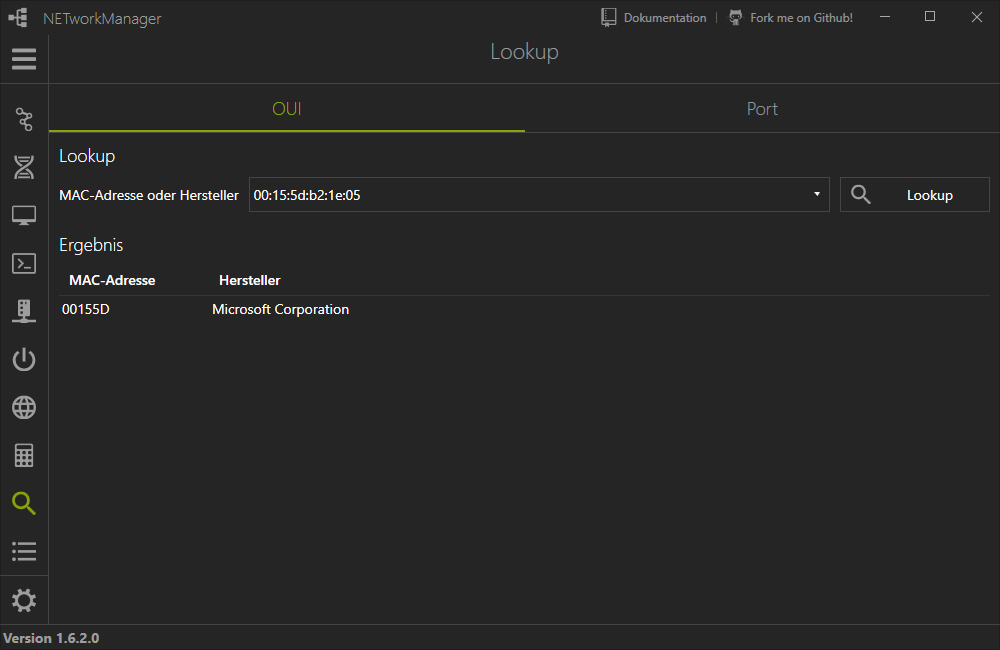 NETworkManager
Dokumentation | Fork me on Github!
Lookup
OUI Port
Lookup
MAC-Adresse oder Hersteller 00:15:5d:b2:1e:05 Lookup
Ergebnis
MAC-Adresse Hersteller
00155D Microsoft Corporation
Version 1.6.2.0